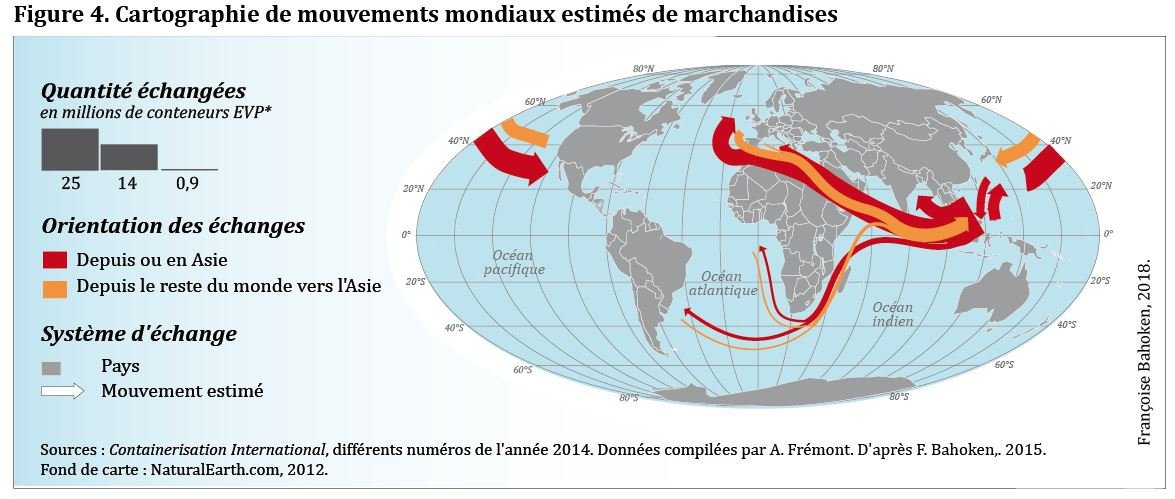 Figure 4. Cartographie de mouvements mondiaux estimés de marchandises
Quantité échangées
en millions de conteneurs EVP*
25 14 0,9
Orientation des échanges
Depuis ou en Asie
Depuis le reste du monde vers l'Asie
Système d'échange
Pays
Mouvement estimé
80°N 80°N
60°N 60°N
40°N 40°N
20°N 20°N
0° 0°
Océan
pacifique
Océan
atlantique
Océan
indien
20°S 20°S
40°S 40°S
60°S 60°S
80°S 80°S
Françoise Bahoken, 2018.
Sources : Containerisation International, différents numéros de l'année 2014. Données compilées par A. Frémont. D'après F. Bahoken,. 2015.
Fond de carte : NaturalEarth.com, 2012.